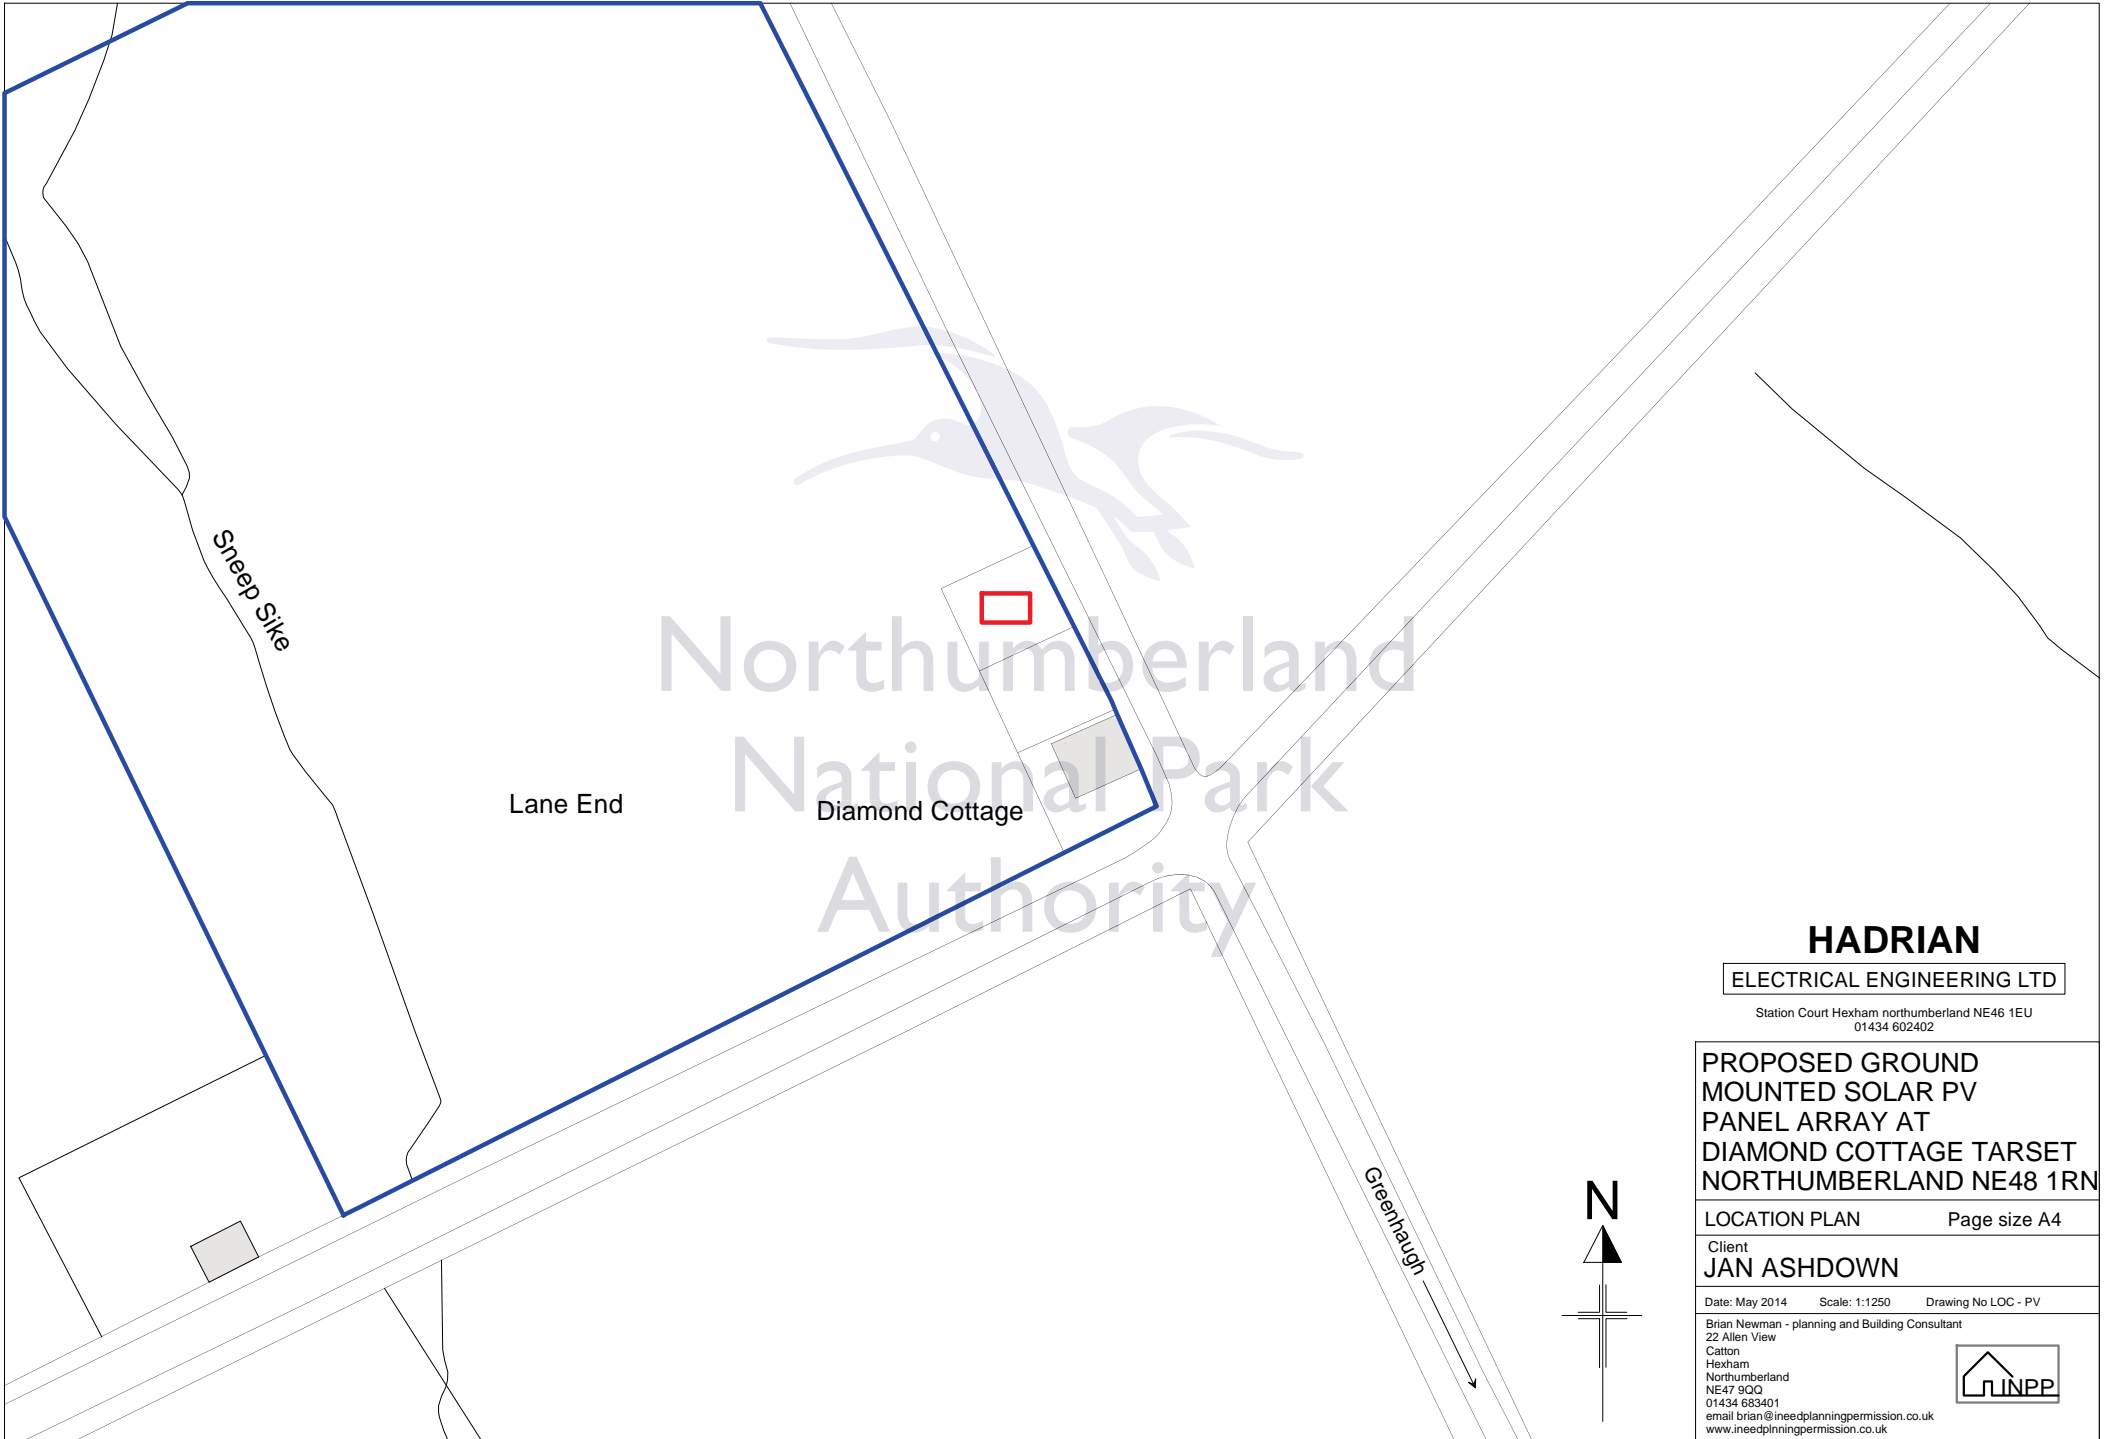 Sneep Sike
Northumberland
National Park
Authority
Lane End
Diamond Cottage
Greenhaugh
N
HADRIAN
ELECTRICAL ENGINEERING LTD
Station Court Hexham northumberland NE46 1EU
01434 602402
PROPOSED GROUND
MOUNTED SOLAR PV
PANEL ARRAY AT
DIAMOND COTTAGE TARSET
NORTHUMBERLAND NE48 1RN
LOCATION PLAN Page size A4
Client
JAN ASHDOWN
Date: May 2014 Scale: 1:1250 Drawing No LOC - PV
Brian Newman - planning and Building Consultant
22 Allen View
Catton
Hexham
Northumberland
NE47 9QQ
01434 683401
email brian@ineedplanningpermission.co.uk
www.ineedplnningpermission.co.uk
INPP